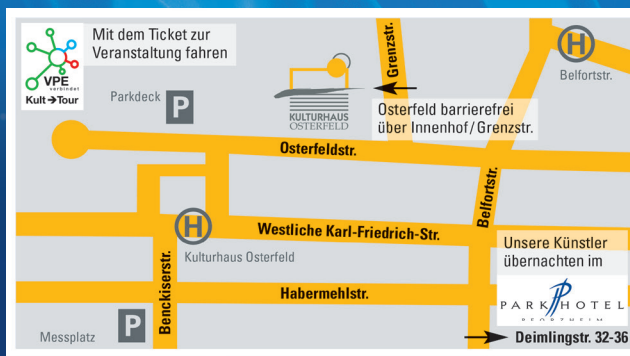 Mit dem Ticket zur
Veranstaltung fahren
VPE
verbindet
Kult→Tour
Parkdeck
P
KULTURHAUS
OSTERFELD
Grenzstr.
H
Belfortstr.
Osterfeld barrierefrei
über Innenhof/Grenzstr.
Osterfeldstr.
Belfortstr.
H
Westliche Karl-Friedrich-Str.
Kulturhaus Osterfeld
Unsere Künstler
übernachten im
Benckiserstr.
Habermehlstr.
PARKHOTEL
PFORZHEIM
Messplatz
P
Deimlingstr. 32-36